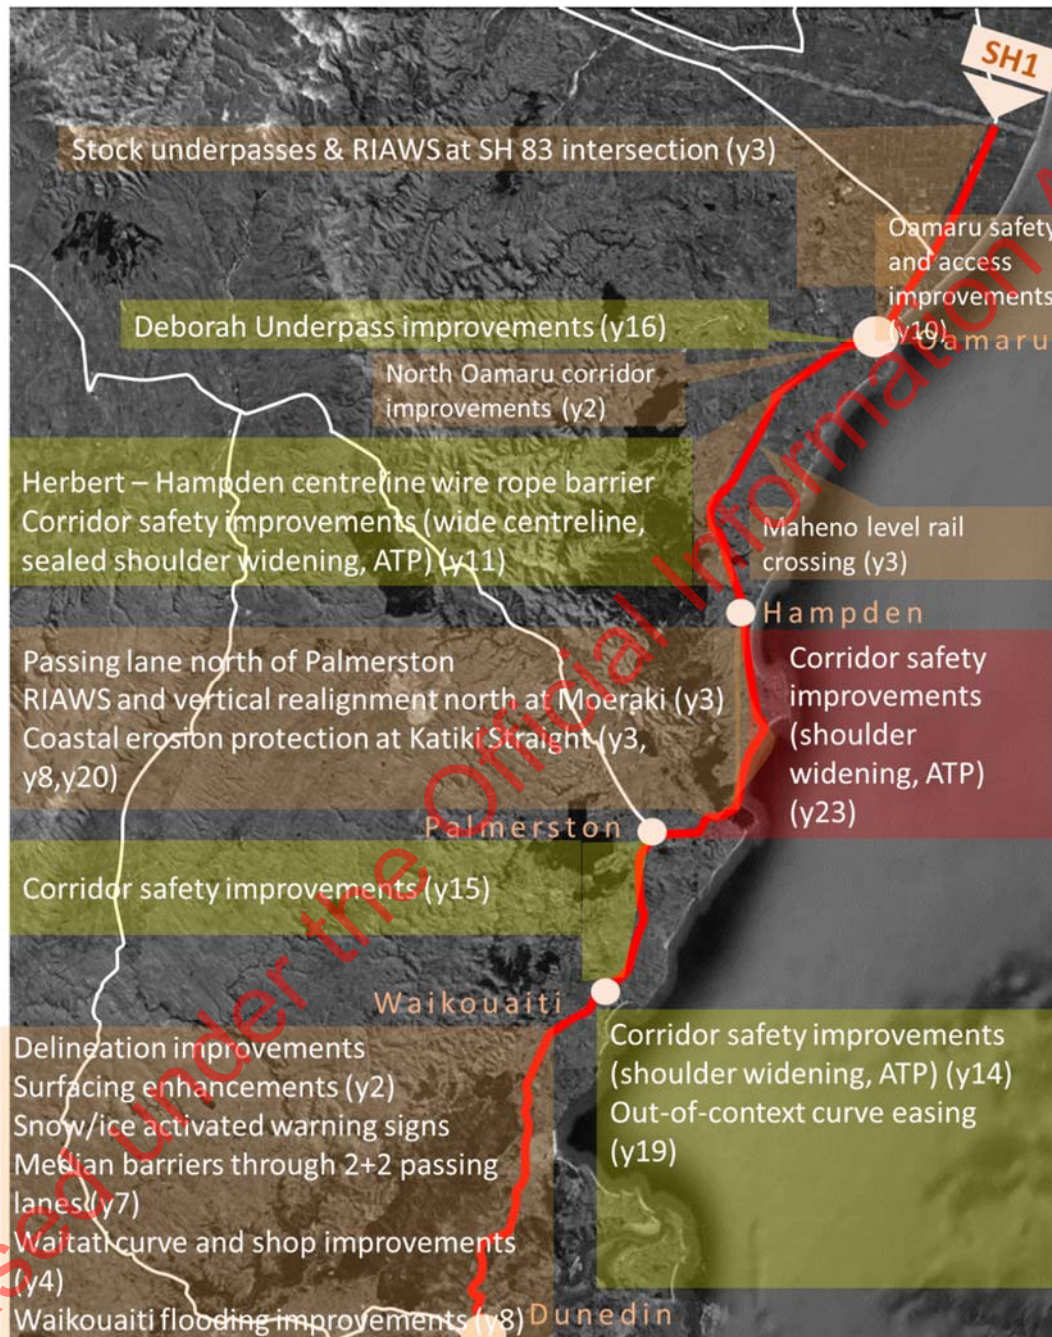 SH1
Stock underpasses & RIAWS at SH 83 intersection (y3)
Oamaru safety
and access
improvements
(y10)
Oamaru
Deborah Underpass improvements (y16)
North Oamaru corridor
improvements (y2)
Herbert – Hampden centreline wire rope barrier
Corridor safety improvements (wide centreline,
sealed shoulder widening, ATP) (y11)
Maheno level rail
crossing (y3)
Hampden
Passing lane north of Palmerston
RIAWS and vertical realignment north at Moeraki (y3)
Coastal erosion protection at Katiki Straight (y3,
y8,y20)
Corridor safety
improvements
(shoulder
widening, ATP)
(y23)
Palmerston
Corridor safety improvements (y15)
Waikouaiti
Corridor safety improvements
(shoulder widening, ATP) (y14)
Out-of-context curve easing
(y19)
Delineation improvements
Surfacing enhancements (y2)
Snow/ice activated warning signs
Median barriers through 2+2 passing
lanes (y7)
Waitati curve and shop improvements
(y4)
Waikouaiti flooding improvements (y8)
Dunedin
sed under the Official Information A